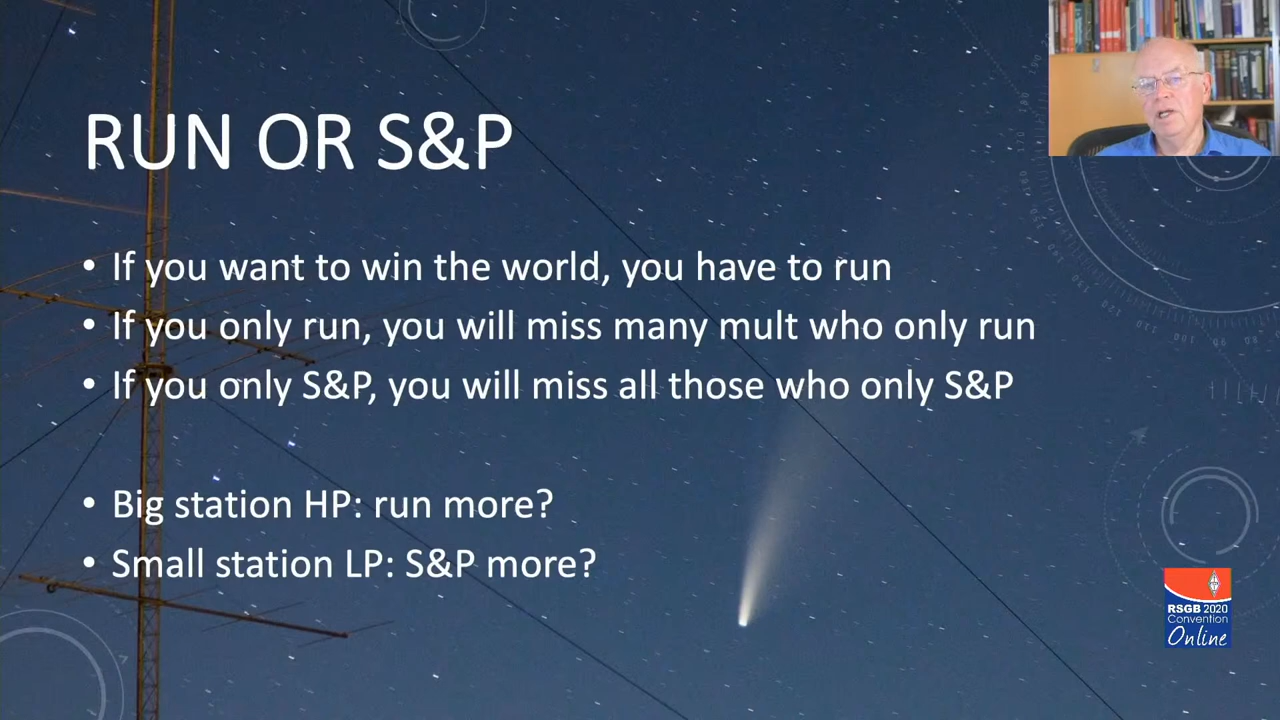 RUN OR S&P
• If you want to win the world, you have to run
• If you only run, you will miss many mult who only run
• If you only S&P, you will miss all those who only S&P
• Big station HP: run more?
• Small station LP: S&P more?
RSGB 2020
Convention
Online